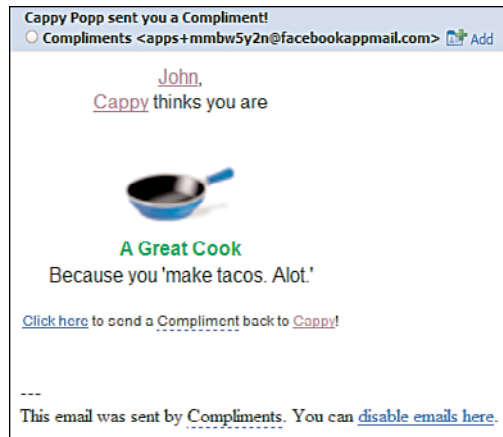 Cappy Popp sent you a Compliment!
Compliments <apps+mmbw5y2n@facebookappmail.com> Add
John,
Cappy thinks you are
A Great Cook
Because you 'make tacos. Alot.'
Click here to send a Compliment back to Cappy!
---
This email was sent by Compliments. You can disable emails here.